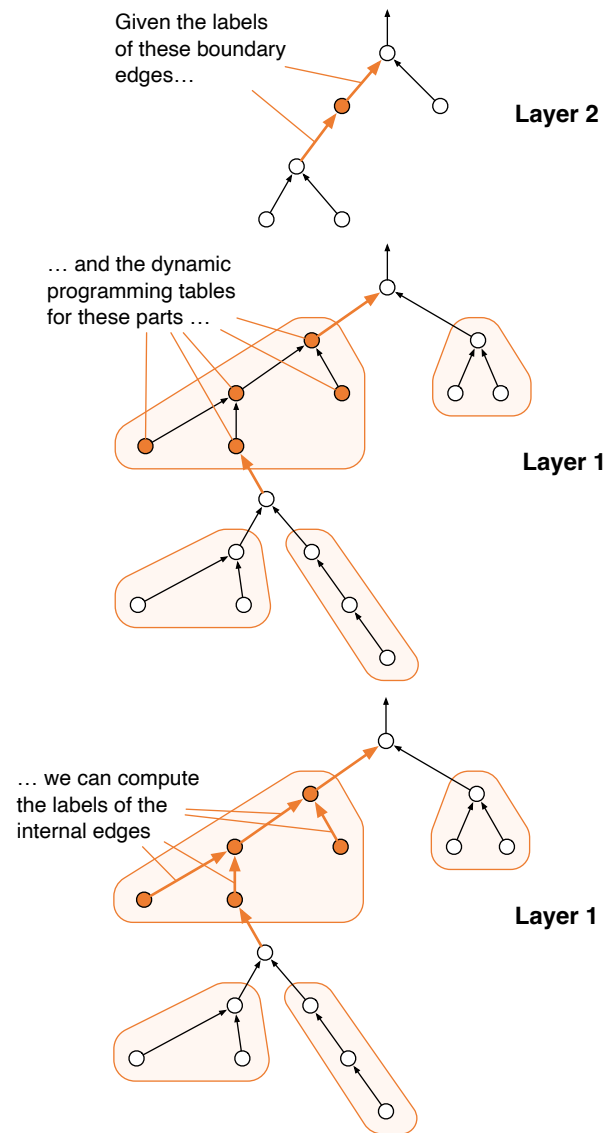 Given the labels
of these boundary
edges…
Layer 2
… and the dynamic
programming tables
for these parts …
Layer 1
… we can compute
the labels of the
internal edges
Layer 1